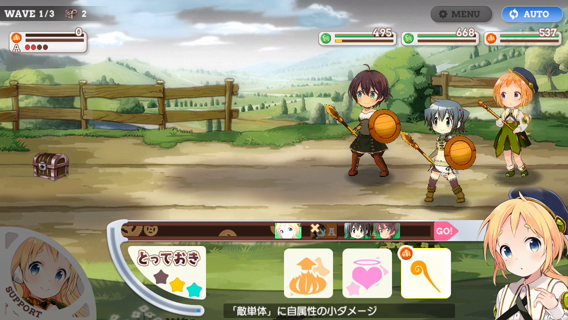 WAVE 1/3 2
MENU
AUTO
0
A
495
668
537
GO!
とっておき
SUPPORT
「敵単体」に自属性の小ダメージ